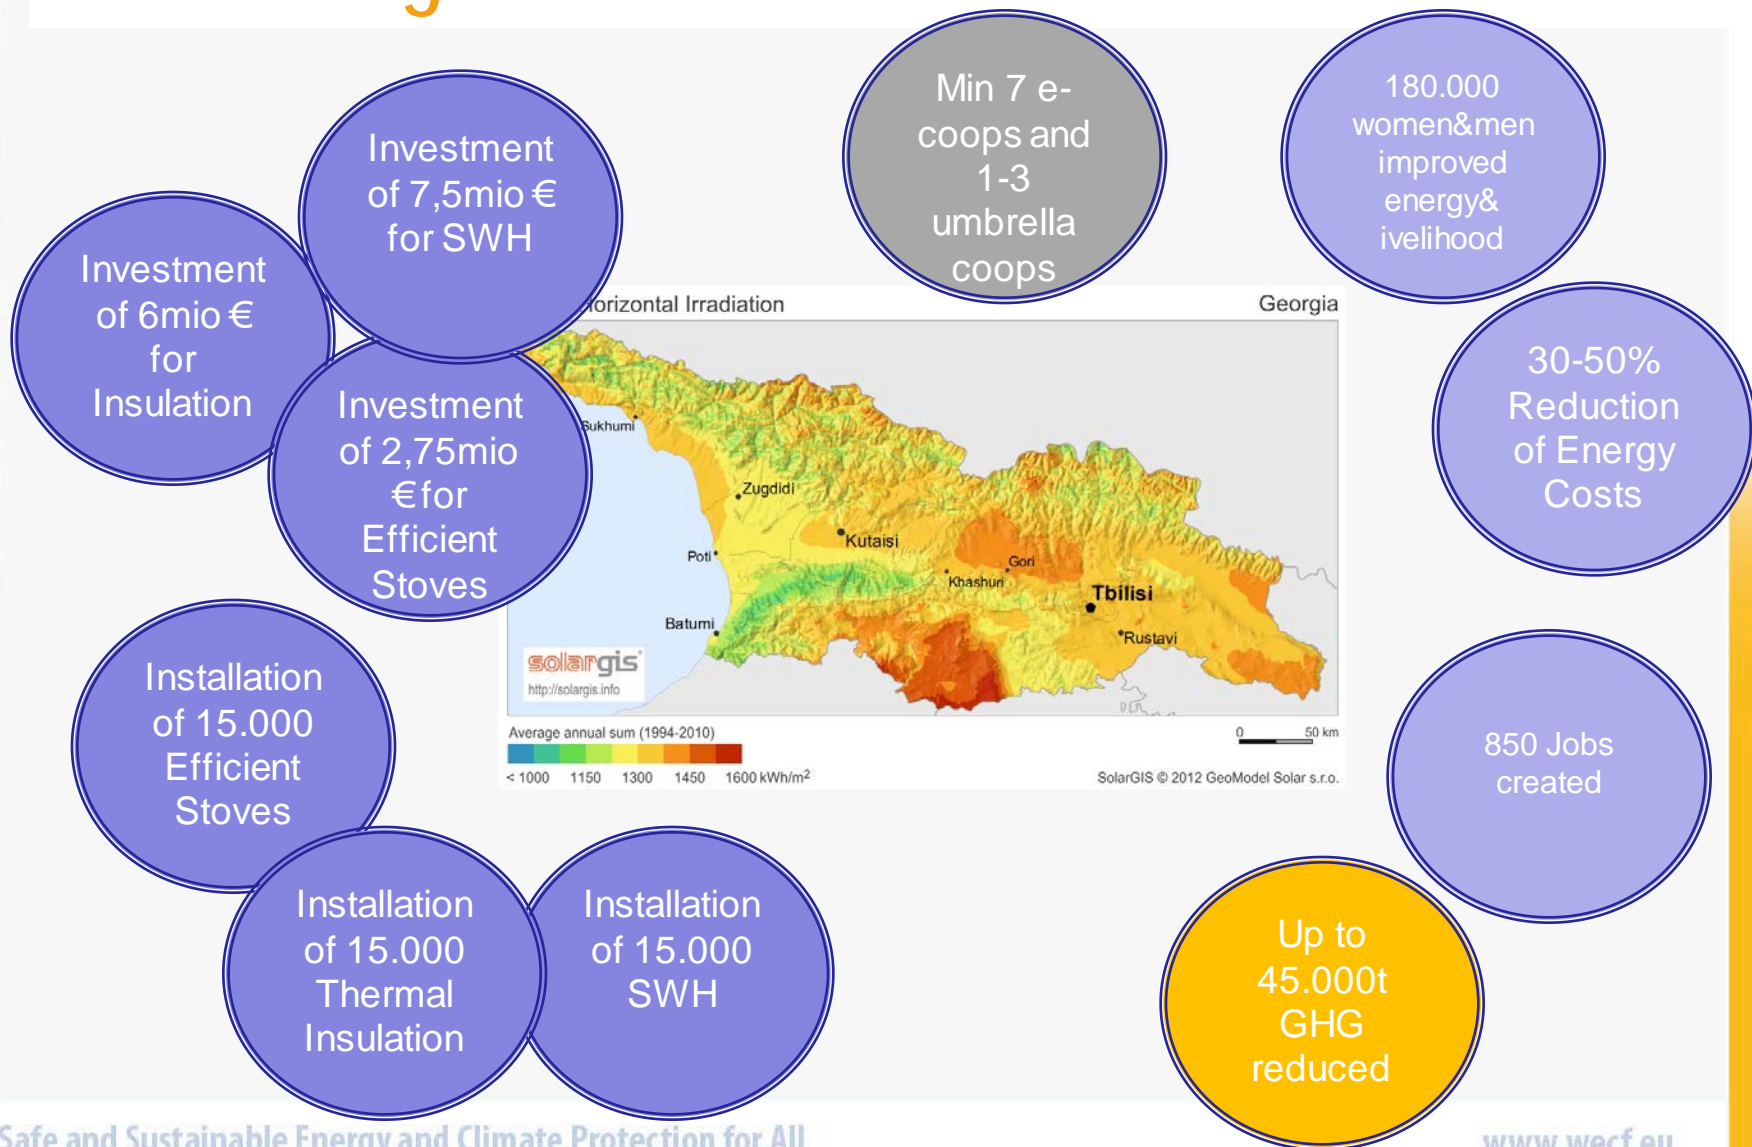 Investment
of 7,5mio €
for SWH
Investment
of 6mio €
for
Insulation
Investment
of 2,75mio
€ for
Efficient
Stoves
Installation
of 15.000
Efficient
Stoves
Installation
of 15.000
Thermal
Insulation
Installation
of 15.000
SWH
Min 7 e-
coops and
1-3
umbrella
coops
180.000
women&men
improved
energy&
ivelihood
30-50%
Reduction
of Energy
Costs
850 Jobs
created
Up to
45.000t
GHG
reduced
Horizontal Irradiation
Georgia
Sukhumi
Zugdidi
Kutaisi
Poti
Gori
Khashuri
Tbilisi
Batumi
Rustavi
solargis
http://solargis.info
Average annual sum (1994-2010)
< 1000 1150 1300 1450 1600 kWh/m2
0 50 km
SolarGIS © 2012 GeoModel Solar s.r.o.
Safe and Sustainable Energy and Climate Protection for All
www.wecf.eu